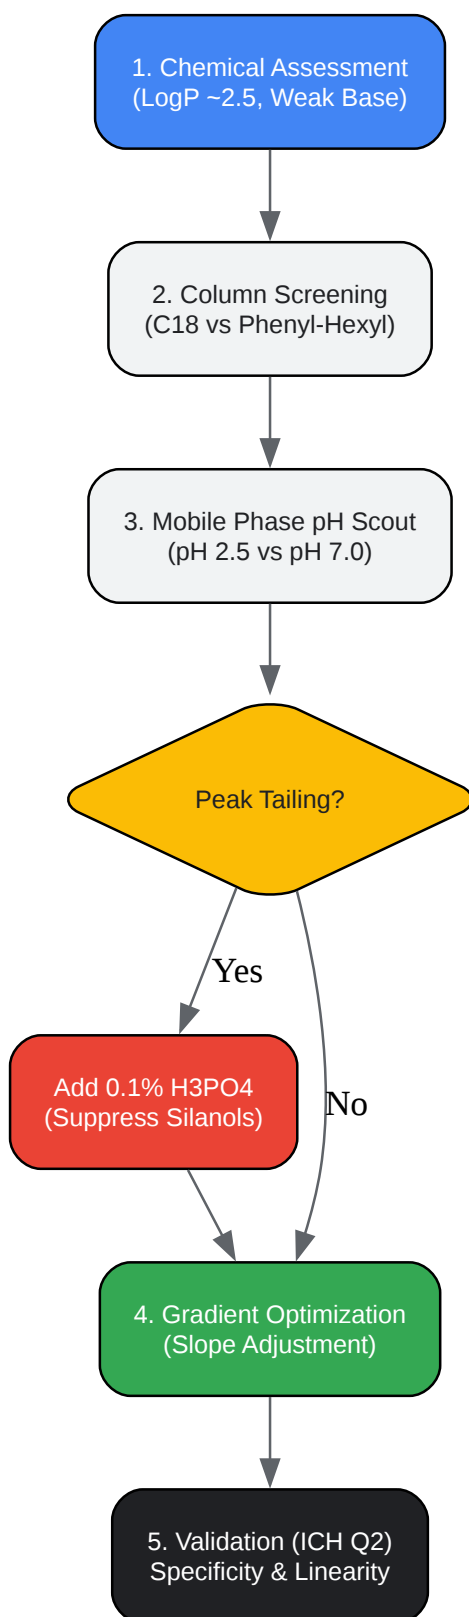 1. Chemical Assessment
(LogP ~2.5, Weak Base)
2. Column Screening
(C18 vs Phenyl-Hexyl)
3. Mobile Phase pH Scout
(pH 2.5 vs pH 7.0)
Peak Tailing?
Yes
Add 0.1% H3PO4
(Suppress Silanols)
No
4. Gradient Optimization
(Slope Adjustment)
5. Validation (ICH Q2)
Specificity & Linearity